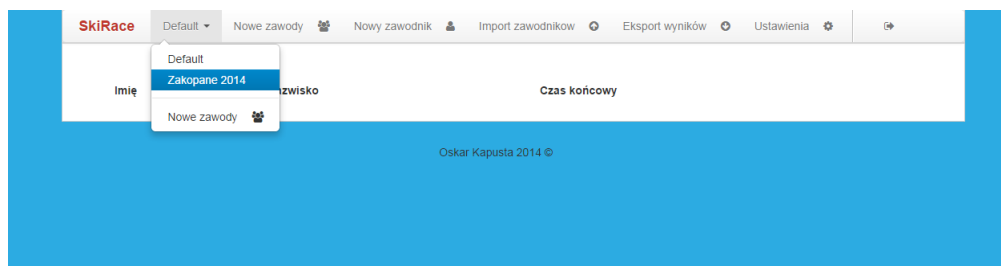 SkiRace Default Nowe zawody Nowy zawodnik Import zawodnikow Eksport wyników Ustawienia
Default
Zakopane 2014
Imię Czas końcowy
Nowe zawody
Oskar Kapusta 2014 ©